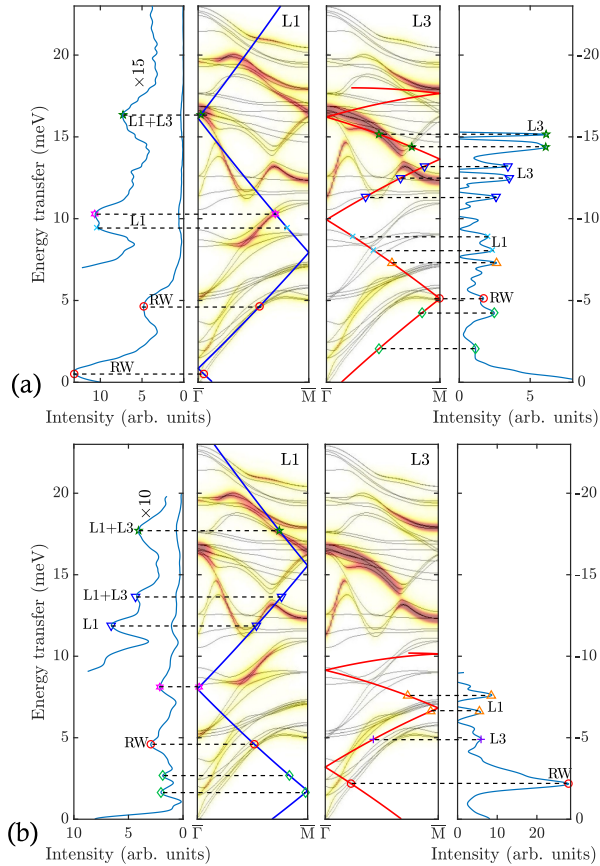 L1
L3
×15
L1+L3
L3
L3
L1
L1
RW
RW
RW
Energy transfer (meV)
0
5
10
15
20
-0
-5
-10
-15
-20
(a)
10
5
0
Γ̅
M̅
Γ̅
M̅
0
5
Intensity (arb. units)
Intensity (arb. units)
L1
L3
×10
L1+L3
L1+L3
L1
L1
RW
L3
RW
Energy transfer (meV)
0
5
10
15
20
-0
-5
-10
-15
-20
(b)
10
5
0
Γ̅
M̅
Γ̅
M̅
0
10
20
Intensity (arb. units)
Intensity (arb. units)